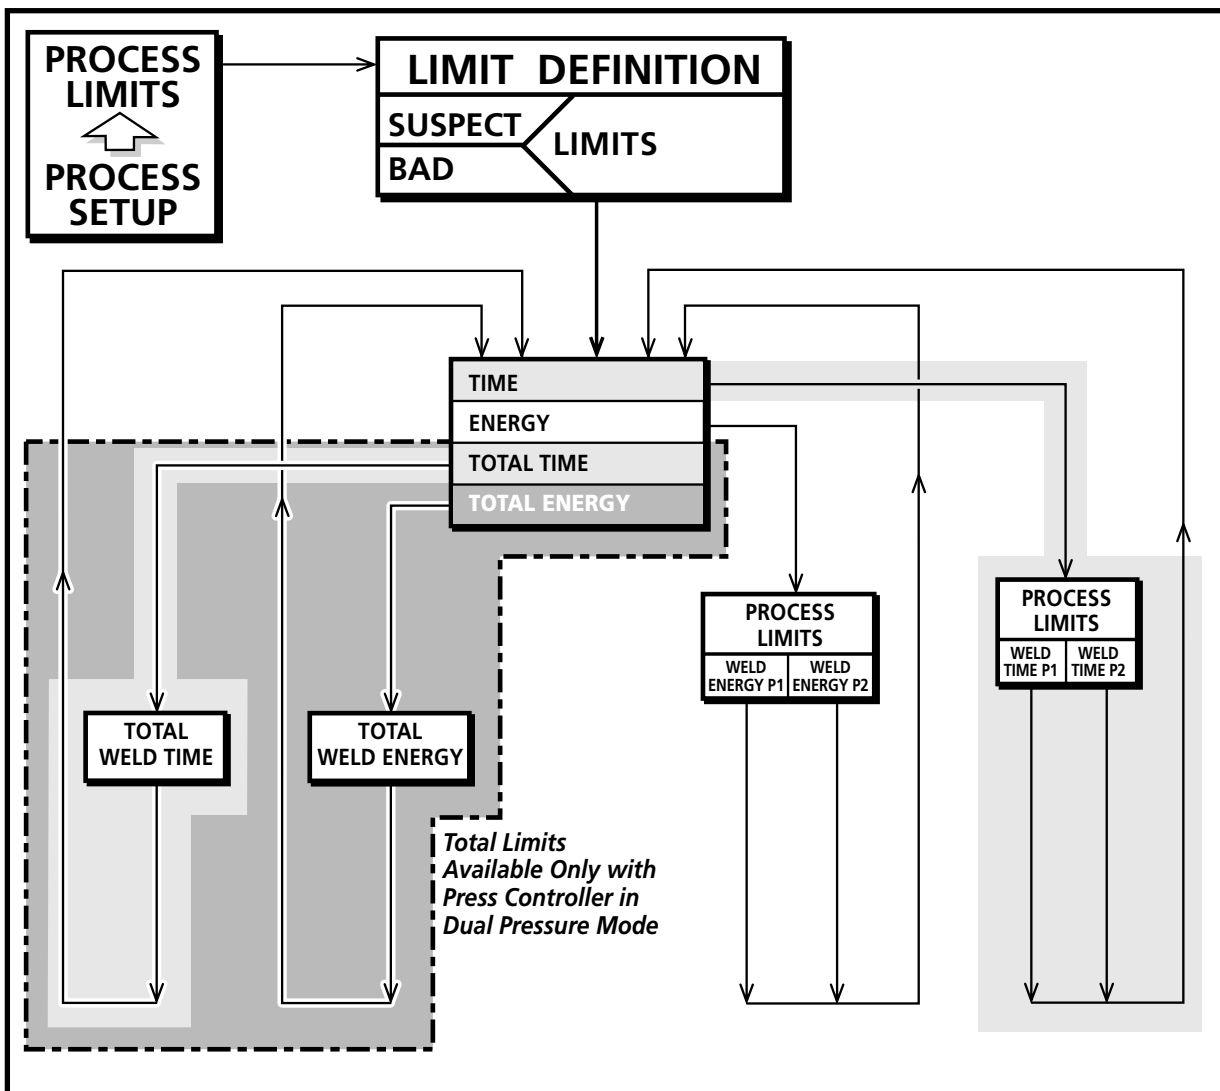 PROCESS
LIMITS
PROCESS
SETUP
LIMIT DEFINITION
SUSPECT
BAD
LIMITS
TIME
ENERGY
TOTAL TIME
TOTAL ENERGY
PROCESS
LIMITS
WELD
ENERGY P1
WELD
ENERGY P2
PROCESS
LIMITS
WELD
TIME P1
WELD
TIME P2
TOTAL
WELD TIME
TOTAL
WELD ENERGY
Total Limits
Available Only with
Press Controller in
Dual Pressure Mode